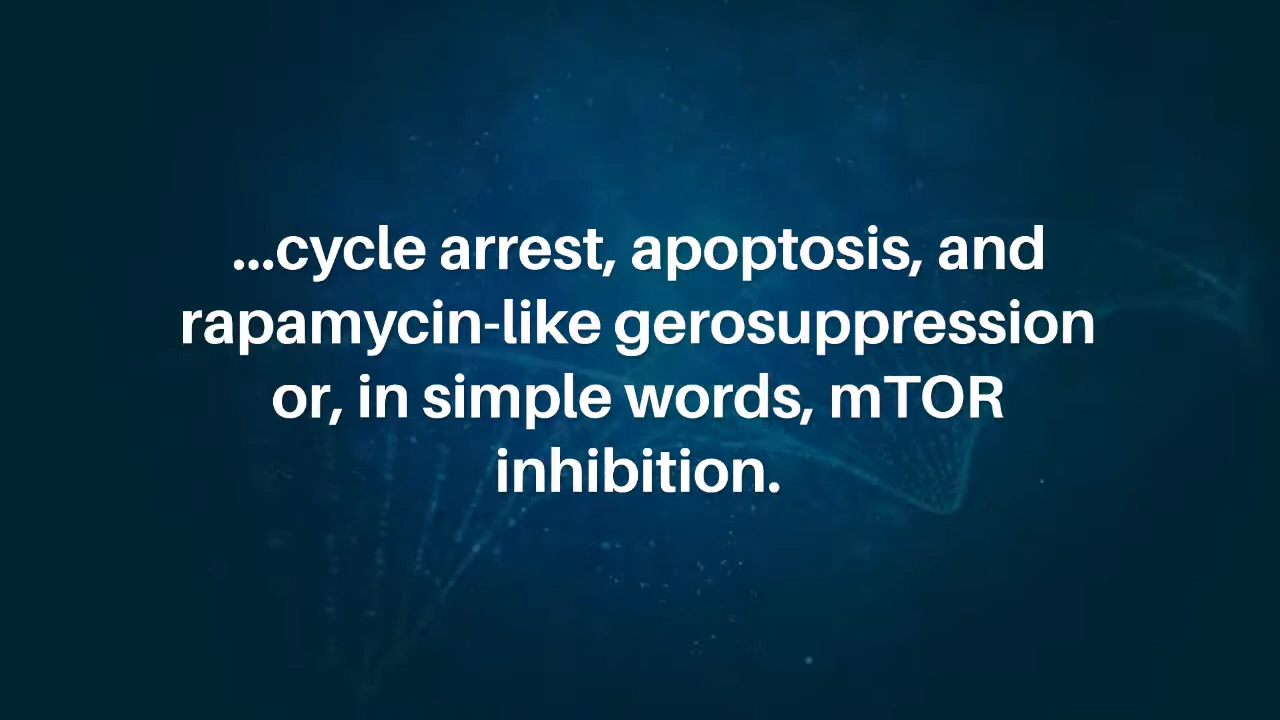 ...cycle arrest, apoptosis, and
rapamycin-like gerosuppression
or, in simple words, mTOR
inhibition.